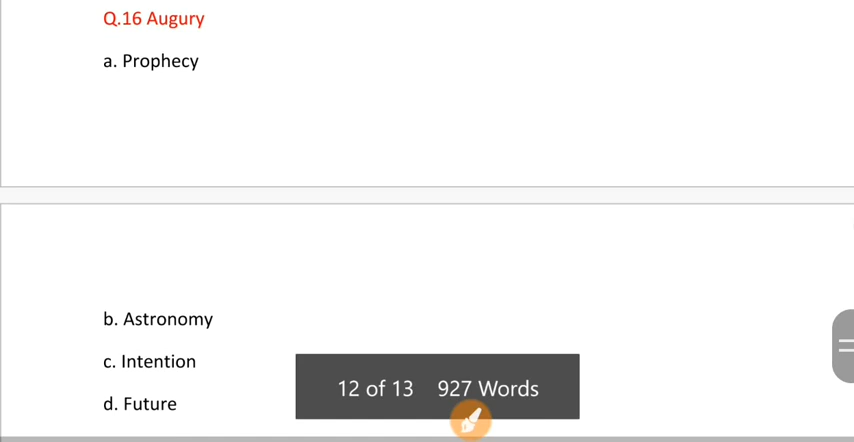 Q.16 Augury
a. Prophecy
b. Astronomy
c. Intention
d. Future
12 of 13 927 Words